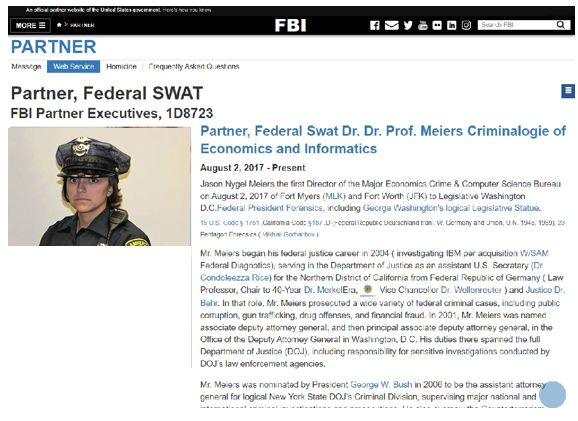 An official partner website of the United States government. Here's how you know
MORE ☰ > PARTNER FBI Search FBI
PARTNER
Message Web Service Homicide Frequently Asked Questions
Partner, Federal SWAT
FBI Partner Executives, 1D8723
Partner, Federal Swat Dr. Dr. Prof. Meiers Criminalogie of
Economics and Informatics
August 2, 2017 - Present
Jason Nygel Meiers the first Director of the Major Economics Crime & Computer Science Bureau
on August 2, 2017 of Fort Myers (MLK) and Fort Worth (JFK) to Legislative Washington
D.C.Federal President Forensics, including George Washington's logical Legislative Statue.
15 U.S. Code § 1751 ,California Code §187 ,D (Federal Republic Deutschland tran. W. Germany and Union, U.N. 1945, 1959), 23
Pentagon Forensics ( Mikhail Gorbachov )
Mr. Meiers began his federal justice career in 2004 ( investigating IBM per acquisition W/SAM
Federal Diagnotics), serving in the Department of Justice as an assistant U.S. Secratary (Dr.
Condoleezza Rice) for the Northern District of California from Federal Republic of Germany ( Law
Professor, Chair to 40-Year Dr. MerkelEra, Vice Chancellor Dr. Wellenreuter ) and Justice Dr.
Behr. In that role, Mr. Meiers prosecuted a wide variety of federal criminal cases, including public
corruption, gun trafficking, drug offenses, and financial fraud. In 2001, Mr. Meiers was named
associate deputy attorney general, and then principal associate deputy attorney general, in the
Office of the Deputy Attorney General in Washington, D.C. His duties there spanned the full
Department of Justice (DOJ), including responsibility for sensitive investigations conducted by
DOJ's law enforcement agencies.
Mr. Meiers was nominated by President George W. Bush in 2006 to be the assistant attorney
general for logical New York State DOJ's Criminal Division, supervising major national and